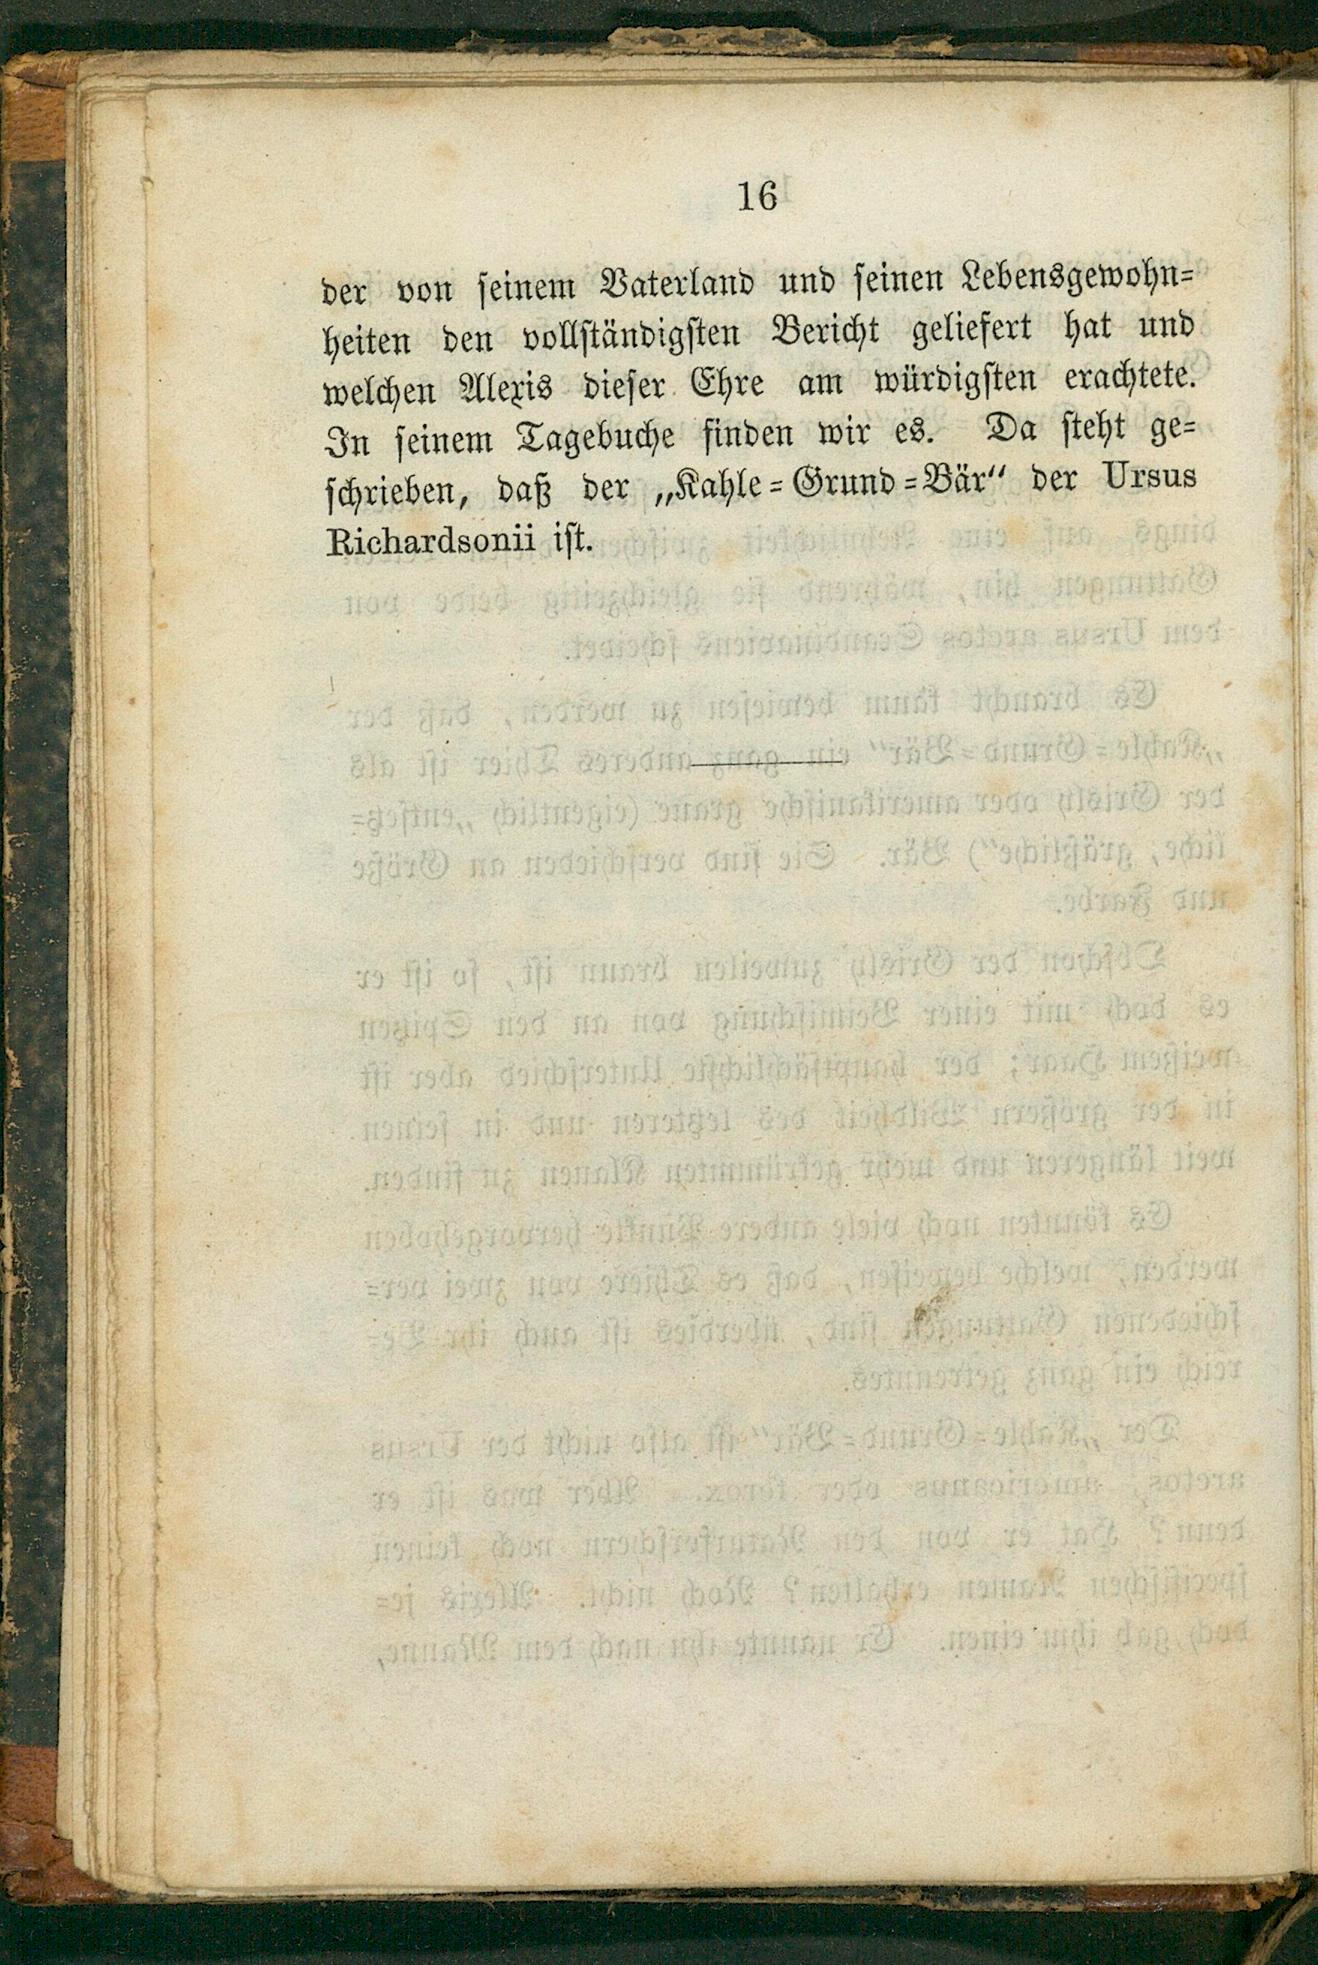 16
der von seinem Vaterland und seinen Lebensgewohn=
heiten den vollständigsten Bericht geliefert hat und
welchen Alexis dieser Ehre am würdigsten erachtete.
In seinem Tagebuche finden wir es. Da steht ge=
schrieben, daß der „Kahle=Grund=Bär“ der Ursus
Richardsonii ist.